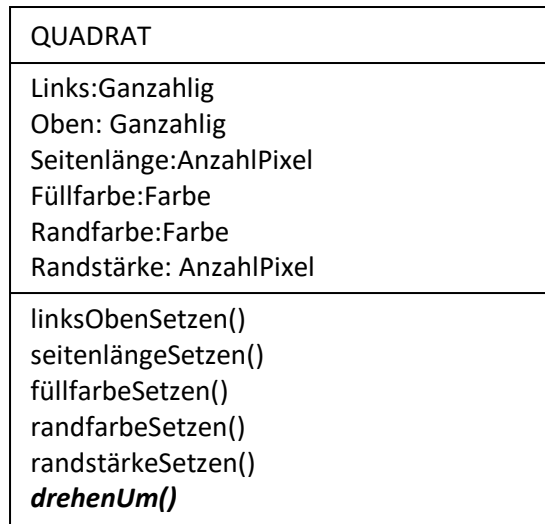 QUADRAT
Links:Ganzahlig
Oben: Ganzahlig
Seitenlänge:AnzahlPixel
Füllfarbe:Farbe
Randfarbe:Farbe
Randstärke: AnzahlPixel
linksObenSetzen()
seitenlängeSetzen()
füllfarbeSetzen()
randfarbeSetzen()
randstärkeSetzen()
drehenUm()